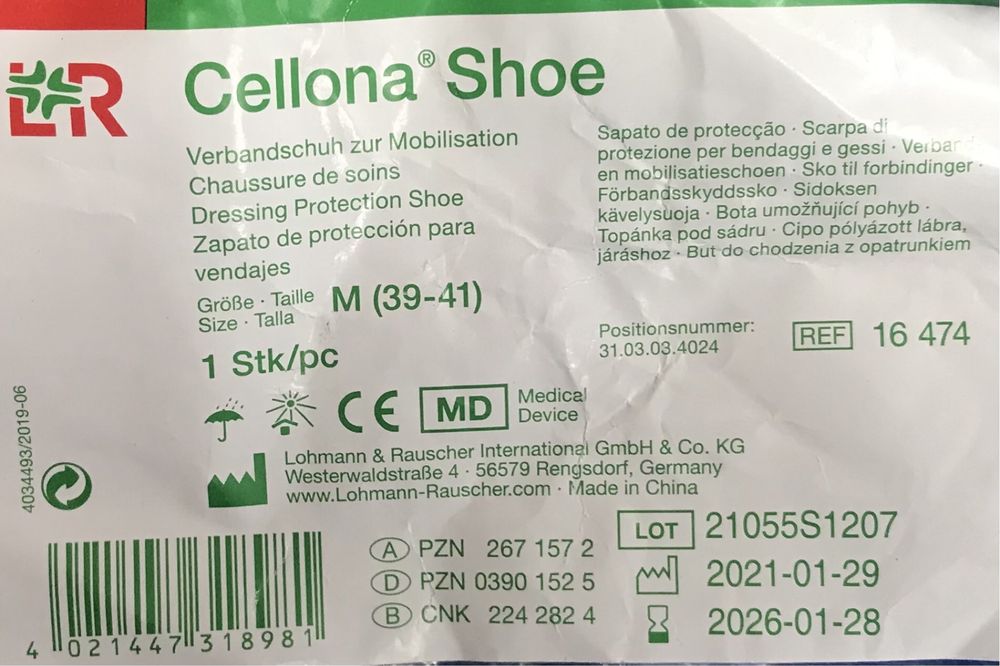 L R
Cellona® Shoe
Verbandschuh zur Mobilisation
Chaussure de soins
Dressing Protection Shoe
Zapato de protección para
vendajes
Größe · Taille
Size · Talla
M (39-41)
1 Stk/pc
Sapato de protecção · Scarpa di
protezione per bendaggi e gessi ·
en mobilisatieschoen · Sko til forbindinger ·
Förbandsskyddssko · Sidoksen
kävelysuoja · Bota umožňující pohyb ·
Topánka pod sádru · Cipo pólyázott lábra,
járáshoz · But do chodzenia z opatrunkiem
Positionsnummer:
31.03.03.4024
REF 16 474
CE MD Medical
Device
Lohmann & Rauscher International GmbH & Co. KG
Westerwaldstraße 4 · 56579 Rengsdorf, Germany
www.Lohmann-Rauscher.com · Made in China
4034493/2019-06
4 021447 318981
A PZN 267 157 2
D PZN 0390 152 5
B CNK 224 282 4
LOT 21055S1207
2021-01-29
2026-01-28